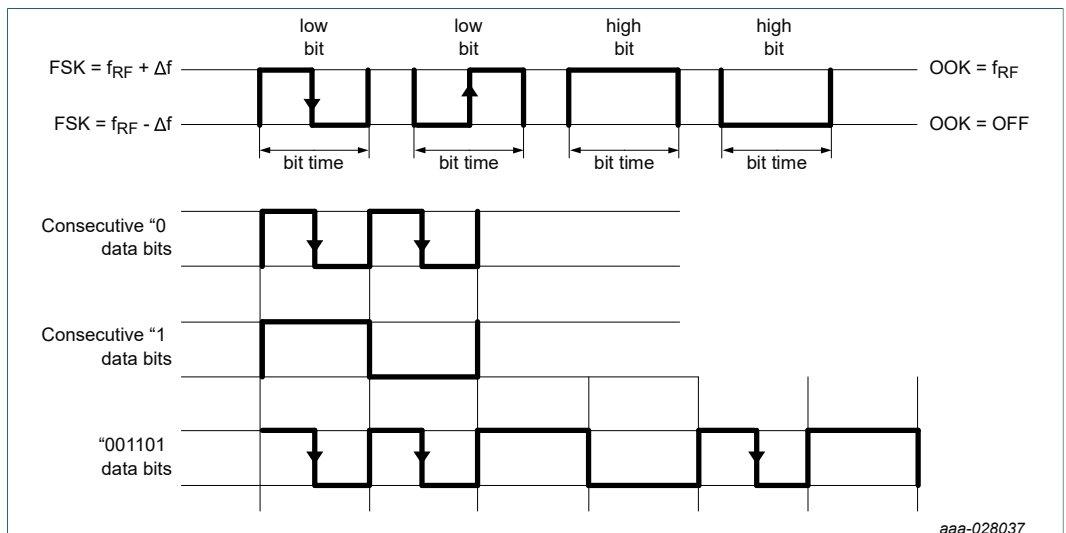 low
bit
low
bit
high
bit
high
bit
FSK = fRF + Δf
OOK = fRF
FSK = fRF - Δf
OOK = OFF
bit time
bit time
bit time
bit time
Consecutive “0
data bits
Consecutive “1
data bits
“001101
data bits
aaa-028037